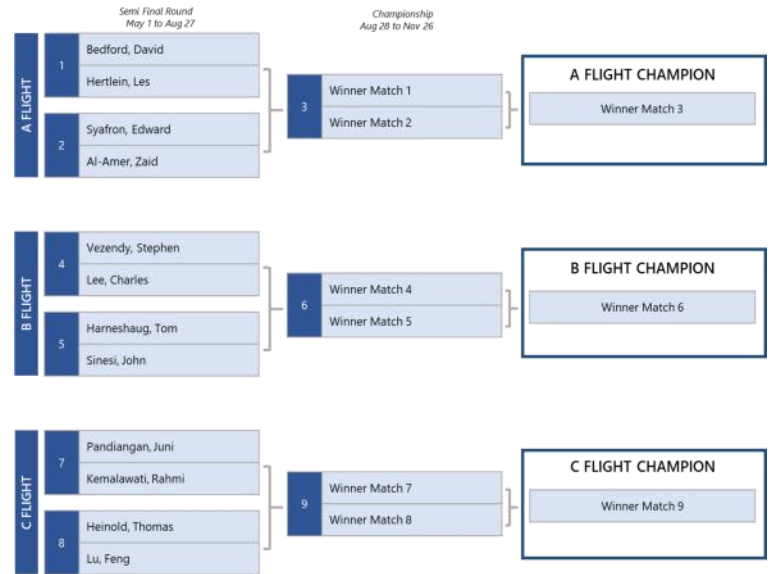 Semi Final Round
May 1 to Aug 27
Championship
Aug 28 to Nov 26
A FLIGHT
1
Bedford, David
Hertlein, Les
2
Syafron, Edward
Al-Amer, Zaid
3
Winner Match 1
Winner Match 2
A FLIGHT CHAMPION
Winner Match 3
B FLIGHT
4
Vezendy, Stephen
Lee, Charles
5
Harneshaug, Tom
Sinesi, John
6
Winner Match 4
Winner Match 5
B FLIGHT CHAMPION
Winner Match 6
C FLIGHT
7
Pandiangan, Juni
Kemalawati, Rahmi
8
Heinold, Thomas
Lu, Feng
9
Winner Match 7
Winner Match 8
C FLIGHT CHAMPION
Winner Match 9